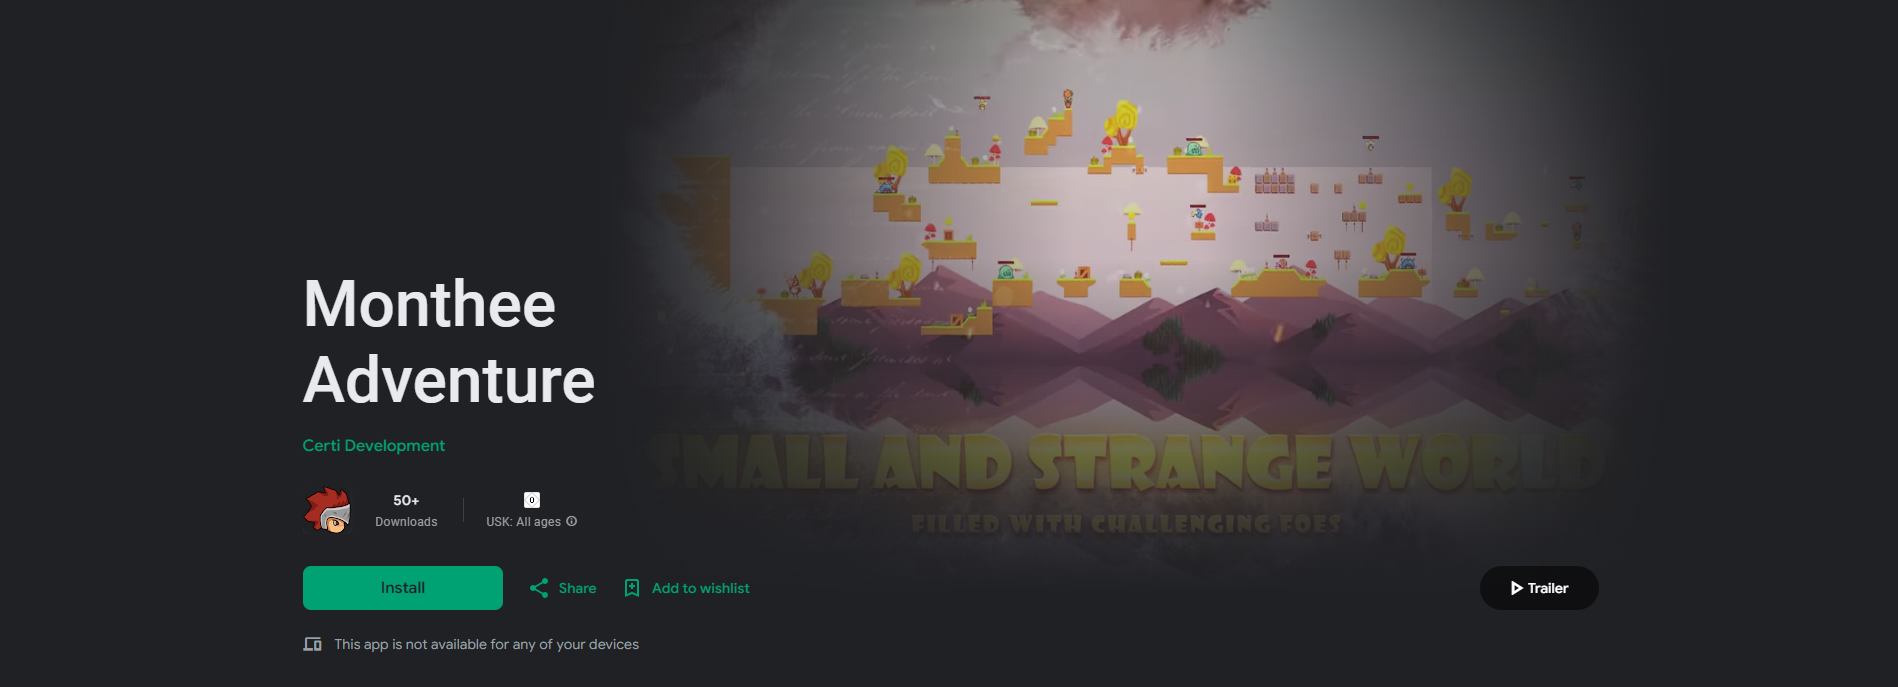 Monthee
Adventure
Certi Development
50+
Downloads
0
USK: All ages
Install
Share
Add to wishlist
This app is not available for any of your devices
SMALL AND STRANGE WORLD
FILLED WITH CHALLENGING FOES
Trailer